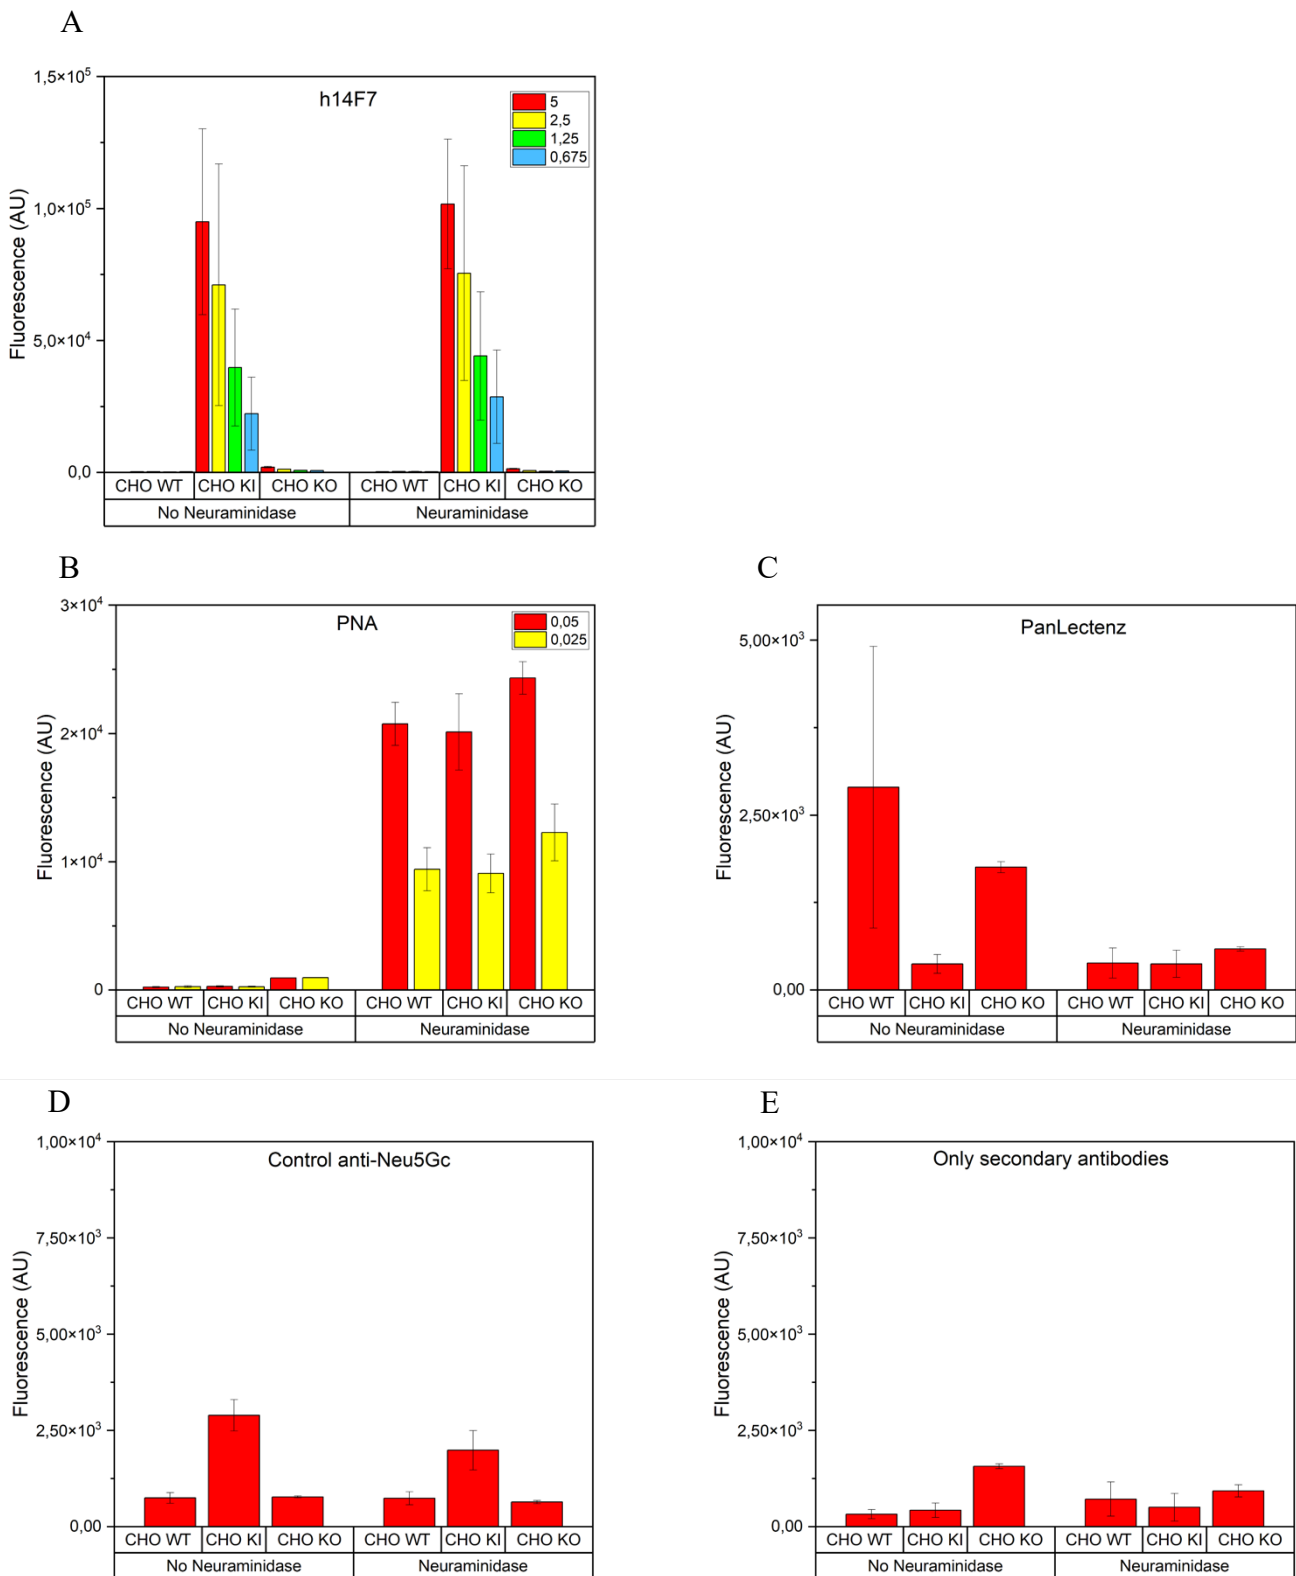 A
h14F7
5
2,5
1,25
0,675
1,5×10⁵
1,0×10⁵
5,0×10⁴
0,0
Fluorescence (AU)
CHO WT CHO KI CHO KO CHO WT CHO KI CHO KO
No Neuraminidase Neuraminidase
B
PNA
0,05
0,025
3×10⁴
2×10⁴
1×10⁴
0
Fluorescence (AU)
CHO WT CHO KI CHO KO CHO WT CHO KI CHO KO
No Neuraminidase Neuraminidase
C
PanLectenz
5,00×10³
2,50×10³
0,00
Fluorescence (AU)
CHO WT CHO KI CHO KO CHO WT CHO KI CHO KO
No Neuraminidase Neuraminidase
D
Control anti-Neu5Gc
1,00×10⁴
7,50×10³
5,00×10³
2,50×10³
0,00
Fluorescence (AU)
CHO WT CHO KI CHO KO CHO WT CHO KI CHO KO
No Neuraminidase Neuraminidase
E
Only secondary antibodies
1,00×10⁴
7,50×10³
5,00×10³
2,50×10³
0,00
Fluorescence (AU)
CHO WT CHO KI CHO KO CHO WT CHO KI CHO KO
No Neuraminidase Neuraminidase